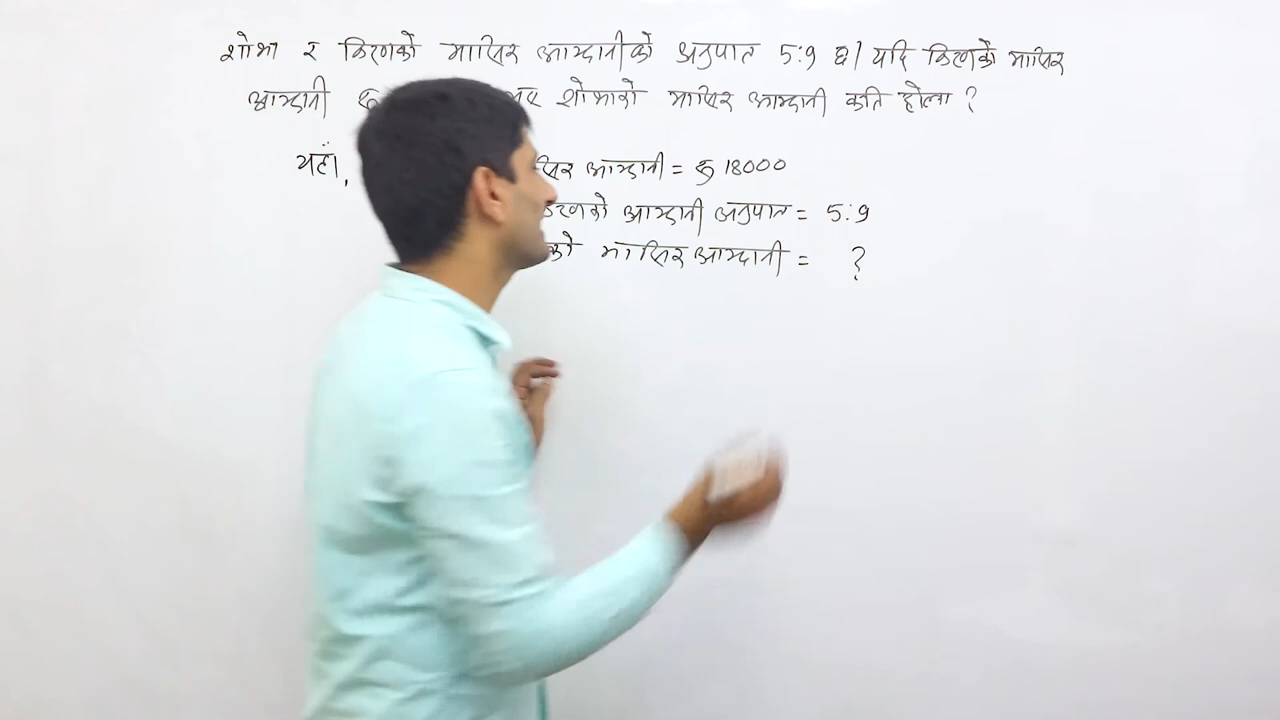 शोभा र किरणको मासिक आम्दानीको अनुपात 5:9 छ। यदि किरणको मासिक
आम्दानी रु भए शोभाको मासिक आम्दानी कति होला ?
यहाँ, सिक आम्दानी = रु 18000
किरणको आम्दानी अनुपात = 5:9
को मासिक आम्दानी = ?